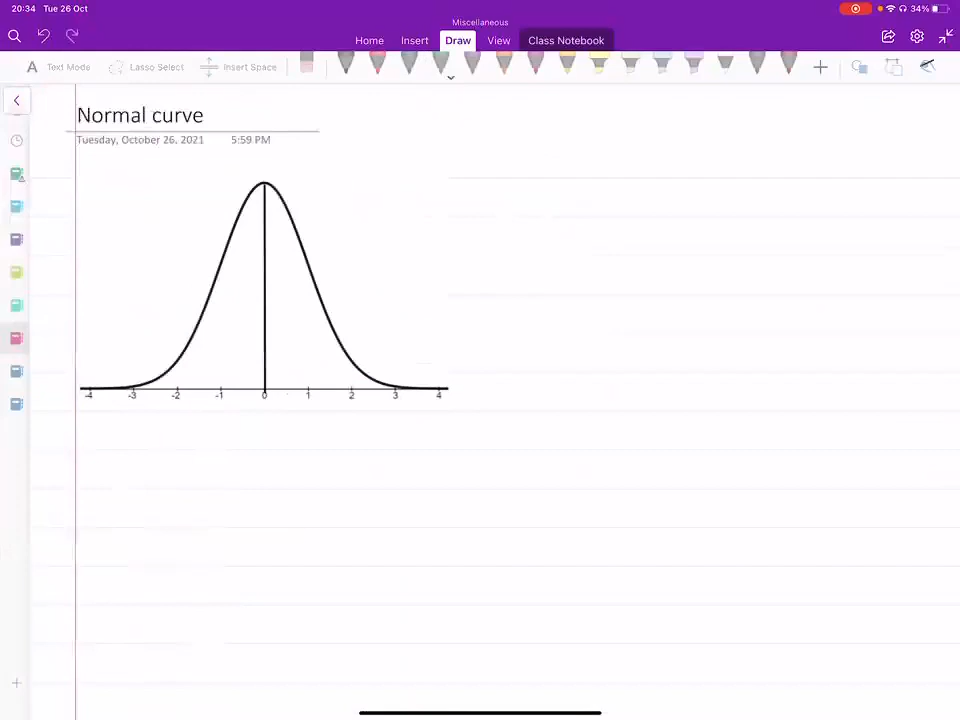 20:34 Tue 26 Oct
34%
Miscellaneous
Home Insert Draw View Class Notebook
A Text Mode Lasso Select Insert Space
Normal curve
Tuesday, October 26, 2021 5:59 PM
-4 -3 -2 -1 0 1 2 3 4